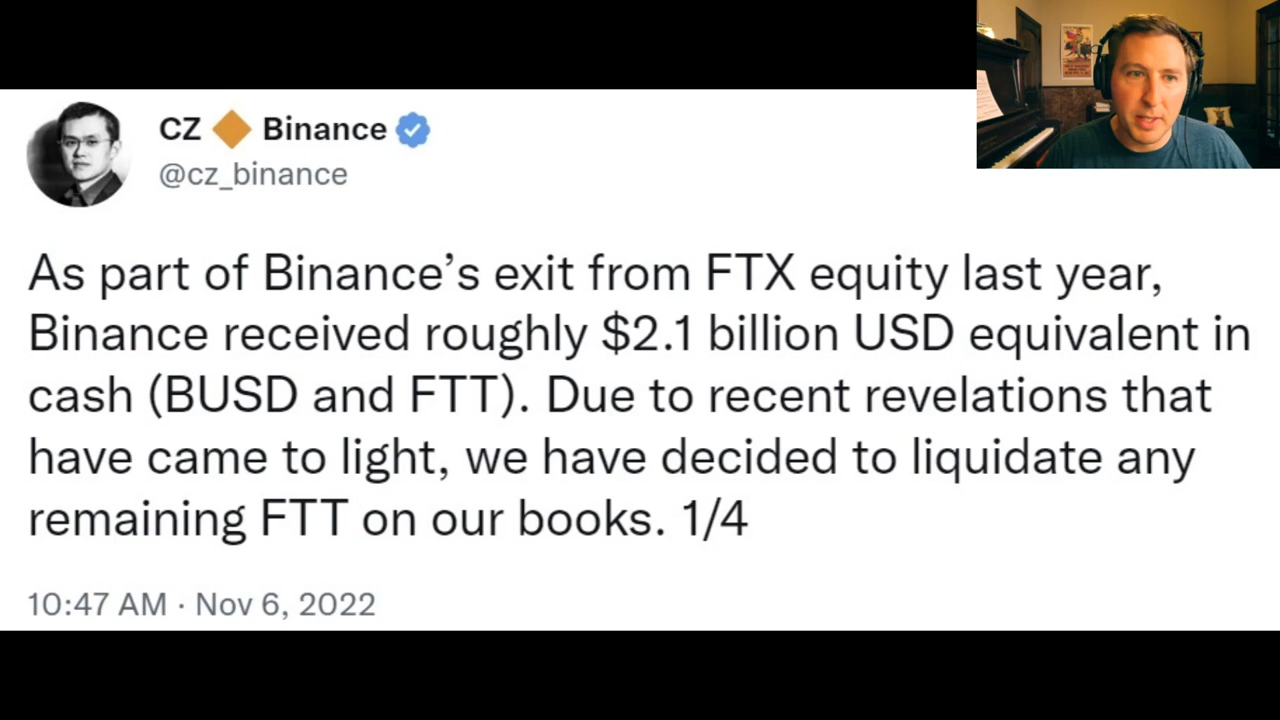 CZ 🔶 Binance
@cz_binance
As part of Binance’s exit from FTX equity last year,
Binance received roughly $2.1 billion USD equivalent in
cash (BUSD and FTT). Due to recent revelations that
have came to light, we have decided to liquidate any
remaining FTT on our books. 1/4
10:47 AM · Nov 6, 2022